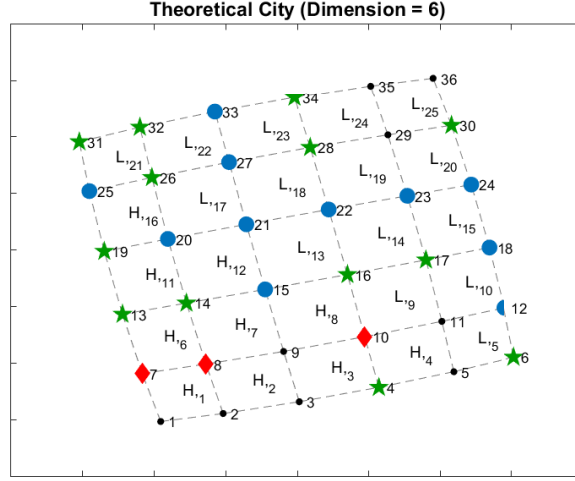 Theoretical City (Dimension = 6)
36
35
34
33
32
31
L,25
L,24
L,23
L,22
L,21
30
29
28
27
26
25
L,20
L,19
L,18
L,17
H,16
24
23
22
21
20
19
L,15
L,14
L,13
H,12
H,11
18
17
16
15
14
13
L,10
L,9
H,8
H,7
H,6
12
11
10
9
8
7
L,5
H,4
H,3
H,2
H,1
6
5
4
3
2
1